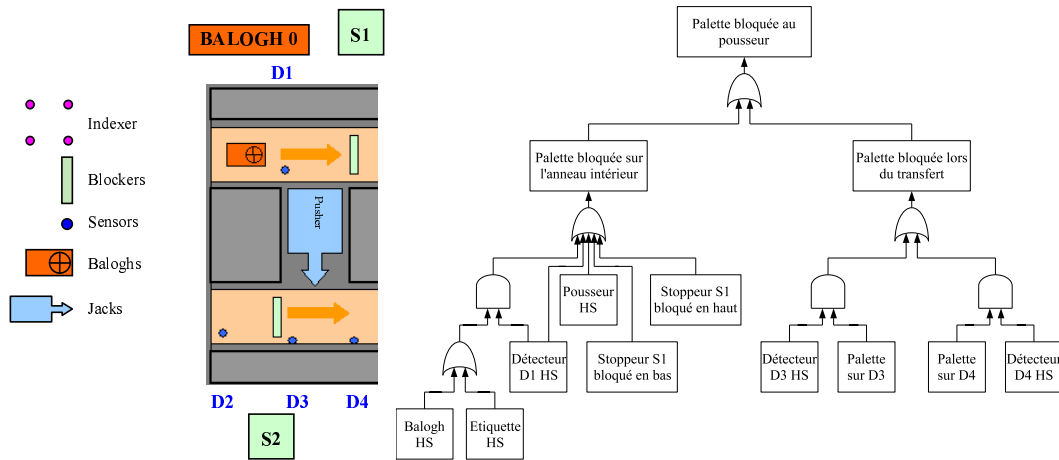 BALOGH 0
S1
D1
Indexer
Blockers
Sensors
Baloghs
Jacks
Pusher
D2
D3
D4
S2
Palette bloquée au
pousseur
Palette bloquée sur
l'anneau intérieur
Palette bloquée lors
du transfert
Pousseur
HS
Stoppeur S1
bloqué en haut
Détecteur
D1 HS
Stoppeur S1
bloqué en bas
Détecteur
D3 HS
Palette
sur D3
Palette
sur D4
Détecteur
D4 HS
Balogh
HS
Etiquette
HS